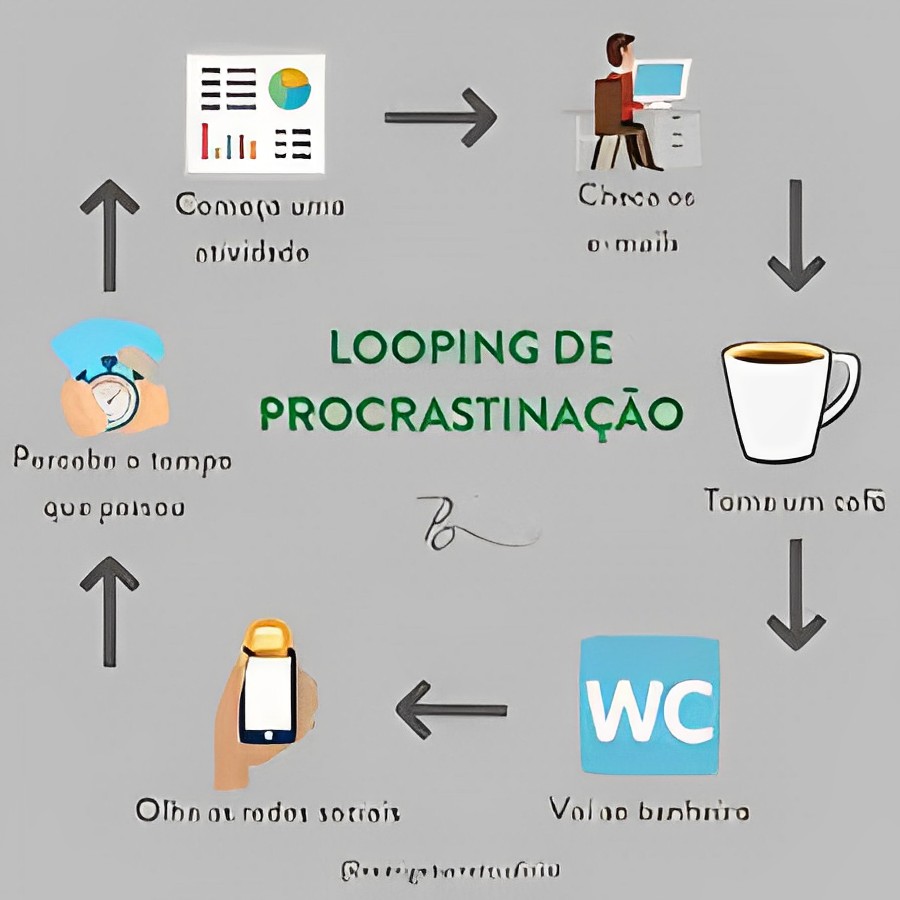 Começa uma
atividade
Checa os
e-mails
LOOPING DE
PROCRASTINAÇÃO
Percebe o tempo
que passou
Toma um café
WC
Olha as redes sociais
Vai ao banheiro